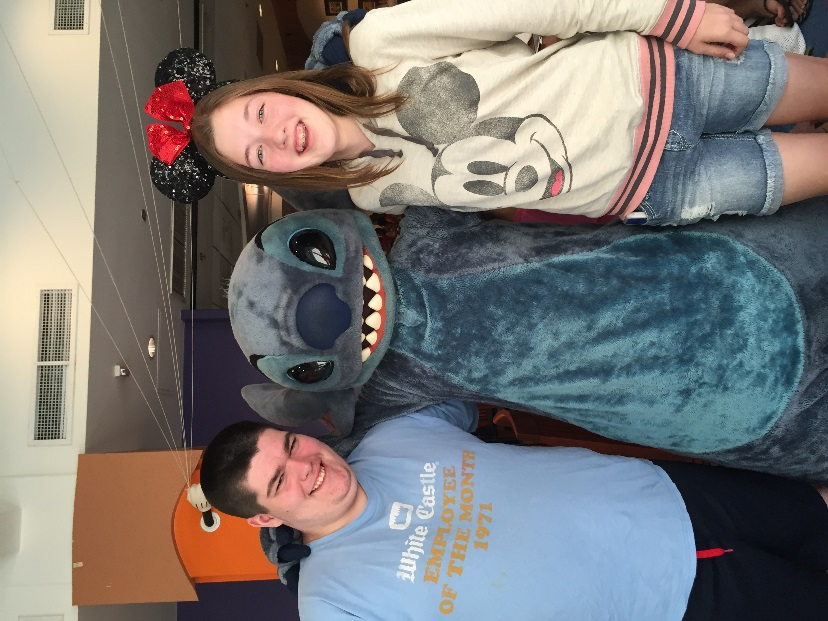 White Castle
EMPLOYEE
OF THE MONTH
1971